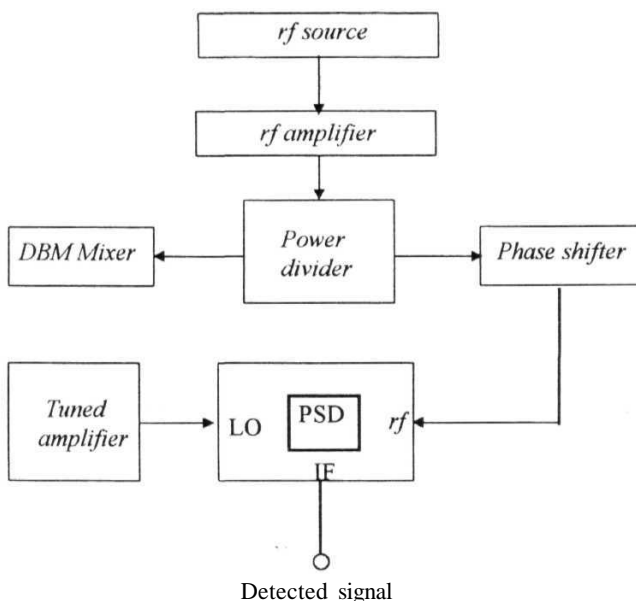 rf source
rf amplifier
DBM Mixer
Power
divider
Phase shifter
Tuned
amplifier
LO
PSD
rf
IF
Detected signal